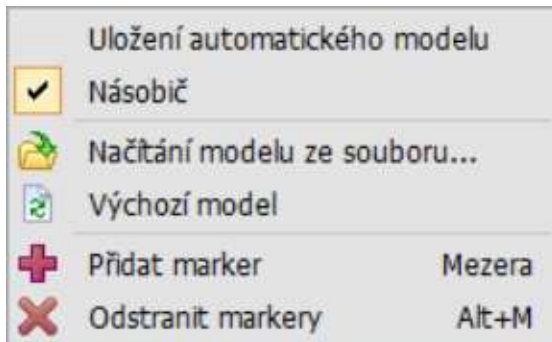 Uložení automatického modelu
Násobič
Načítání modelu ze souboru...
Výchozí model
Přidat marker Mezera
Odstranit markery Alt+M